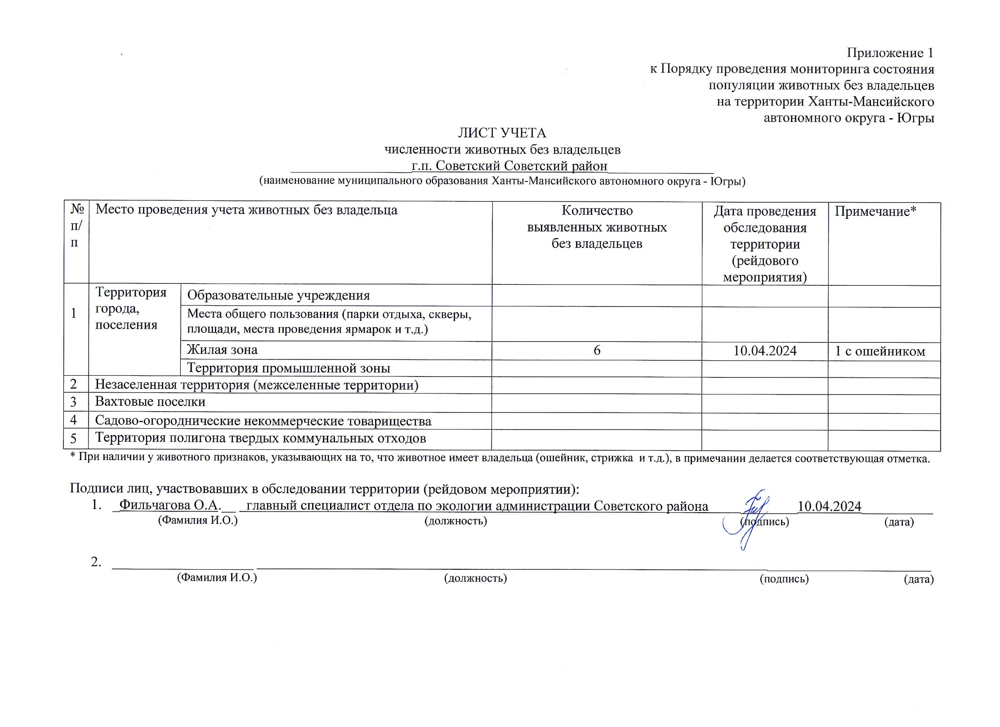 Приложение 1
к Порядку проведения мониторинга состояния
популяции животных без владельцев
на территории Ханты-Мансийского
автономного округа - Югры
ЛИСТ УЧЕТА
численности животных без владельцев
г.п. Советский Советский район
(наименование муниципального образования Ханты-Мансийского автономного округа - Югры)
№ п/п
Место проведения учета животных без владельца
Количество
выявленных животных
без владельцев
Дата проведения
обследования
территории
(рейдового
мероприятия)
Примечание*
1
Территория
города,
поселения
Образовательные учреждения
Места общего пользования (парки отдыха, скверы,
площади, места проведения ярмарок и т.д.)
Жилая зона 6 10.04.2024 1 с ошейником
Территория промышленной зоны
2 Незаселенная территория (межселенные территории)
3 Вахтовые поселки
4 Садово-огороднические некоммерческие товарищества
5 Территория полигона твердых коммунальных отходов
* При наличии у животного признаков, указывающих на то, что животное имеет владельца (ошейник, стрижка и т.д.), в примечании делается соответствующая отметка.
Подписи лиц, участвовавших в обследовании территории (рейдовом мероприятии):
1. Фильчагова О.А. главный специалист отдела по экологии администрации Советского района 10.04.2024
(Фамилия И.О.) (должность) (подпись) (дата)
2.
(Фамилия И.О.) (должность) (подпись) (дата)